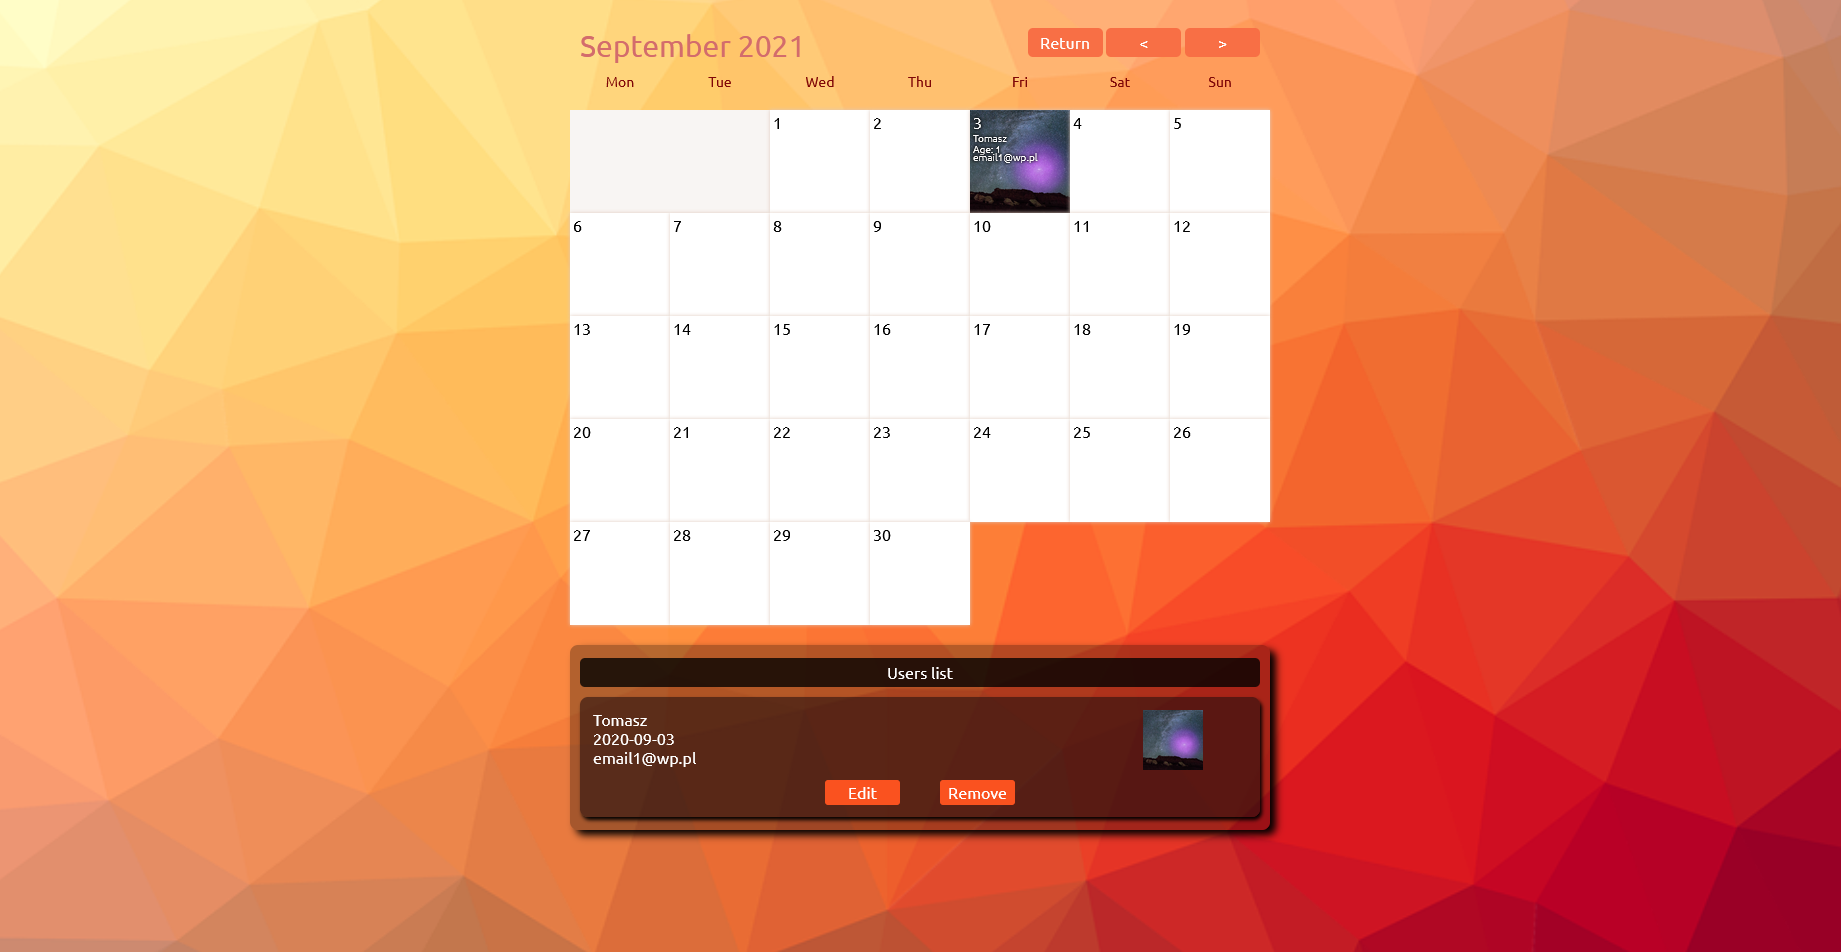 September 2021
Return < >
Mon Tue Wed Thu Fri Sat Sun
1 2 3 4 5
Tomasz
Age: 1
email1@wp.pl
6 7 8 9 10 11 12
13 14 15 16 17 18 19
20 21 22 23 24 25 26
27 28 29 30
Users list
Tomasz
2020-09-03
email1@wp.pl
Edit Remove